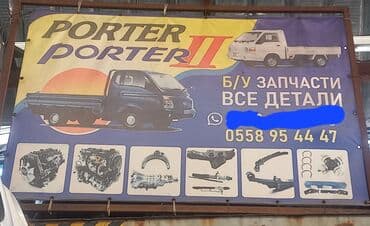 PORTER
PORTER II
Б/У ЗАПЧАСТИ
ВСЕ ДЕТАЛИ
0558 95 44 47